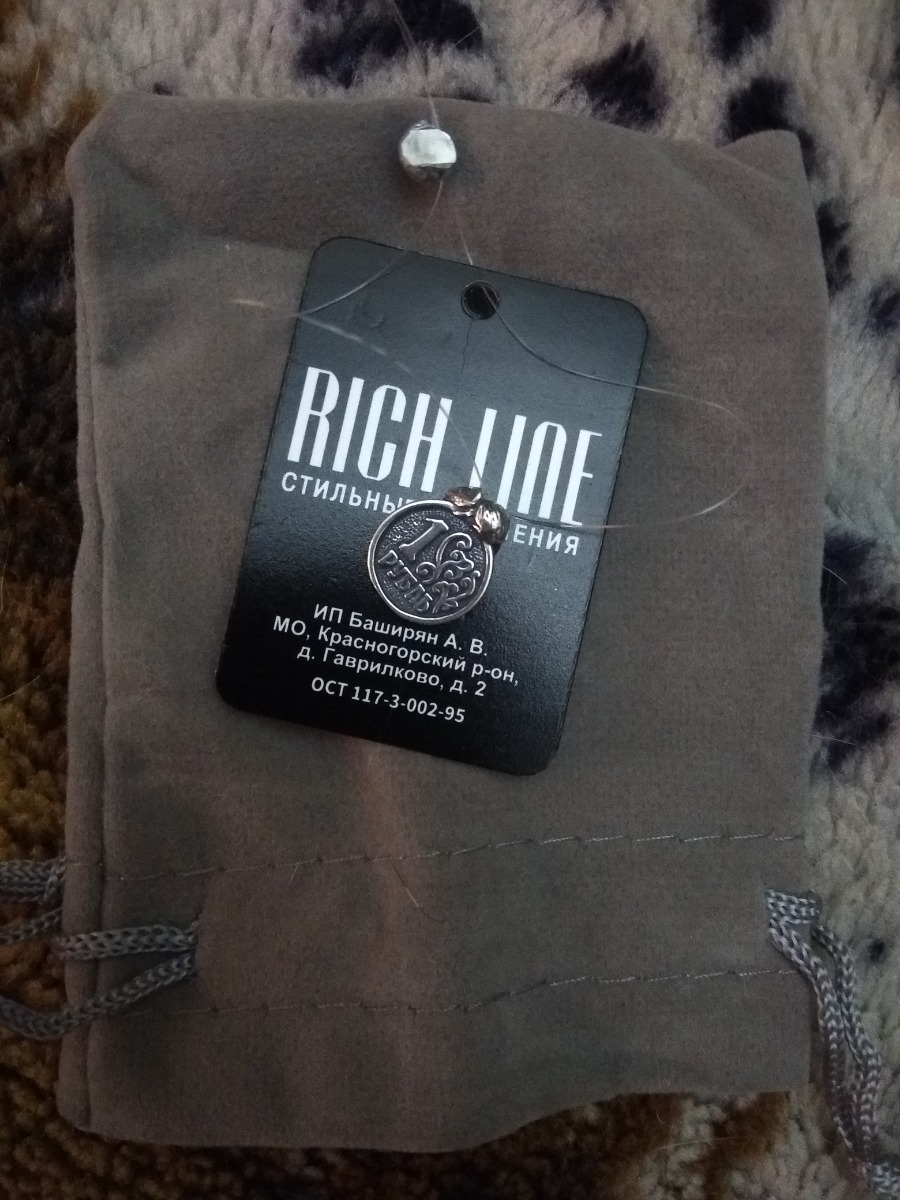 RICH LINE
СТИЛЬНЫ ЕНИЯ
1
РУБЛЬ
ИП Баширян А. В.
МО, Красногорский р-он,
д. Гаврилково, д. 2
ОСТ 117-3-002-95